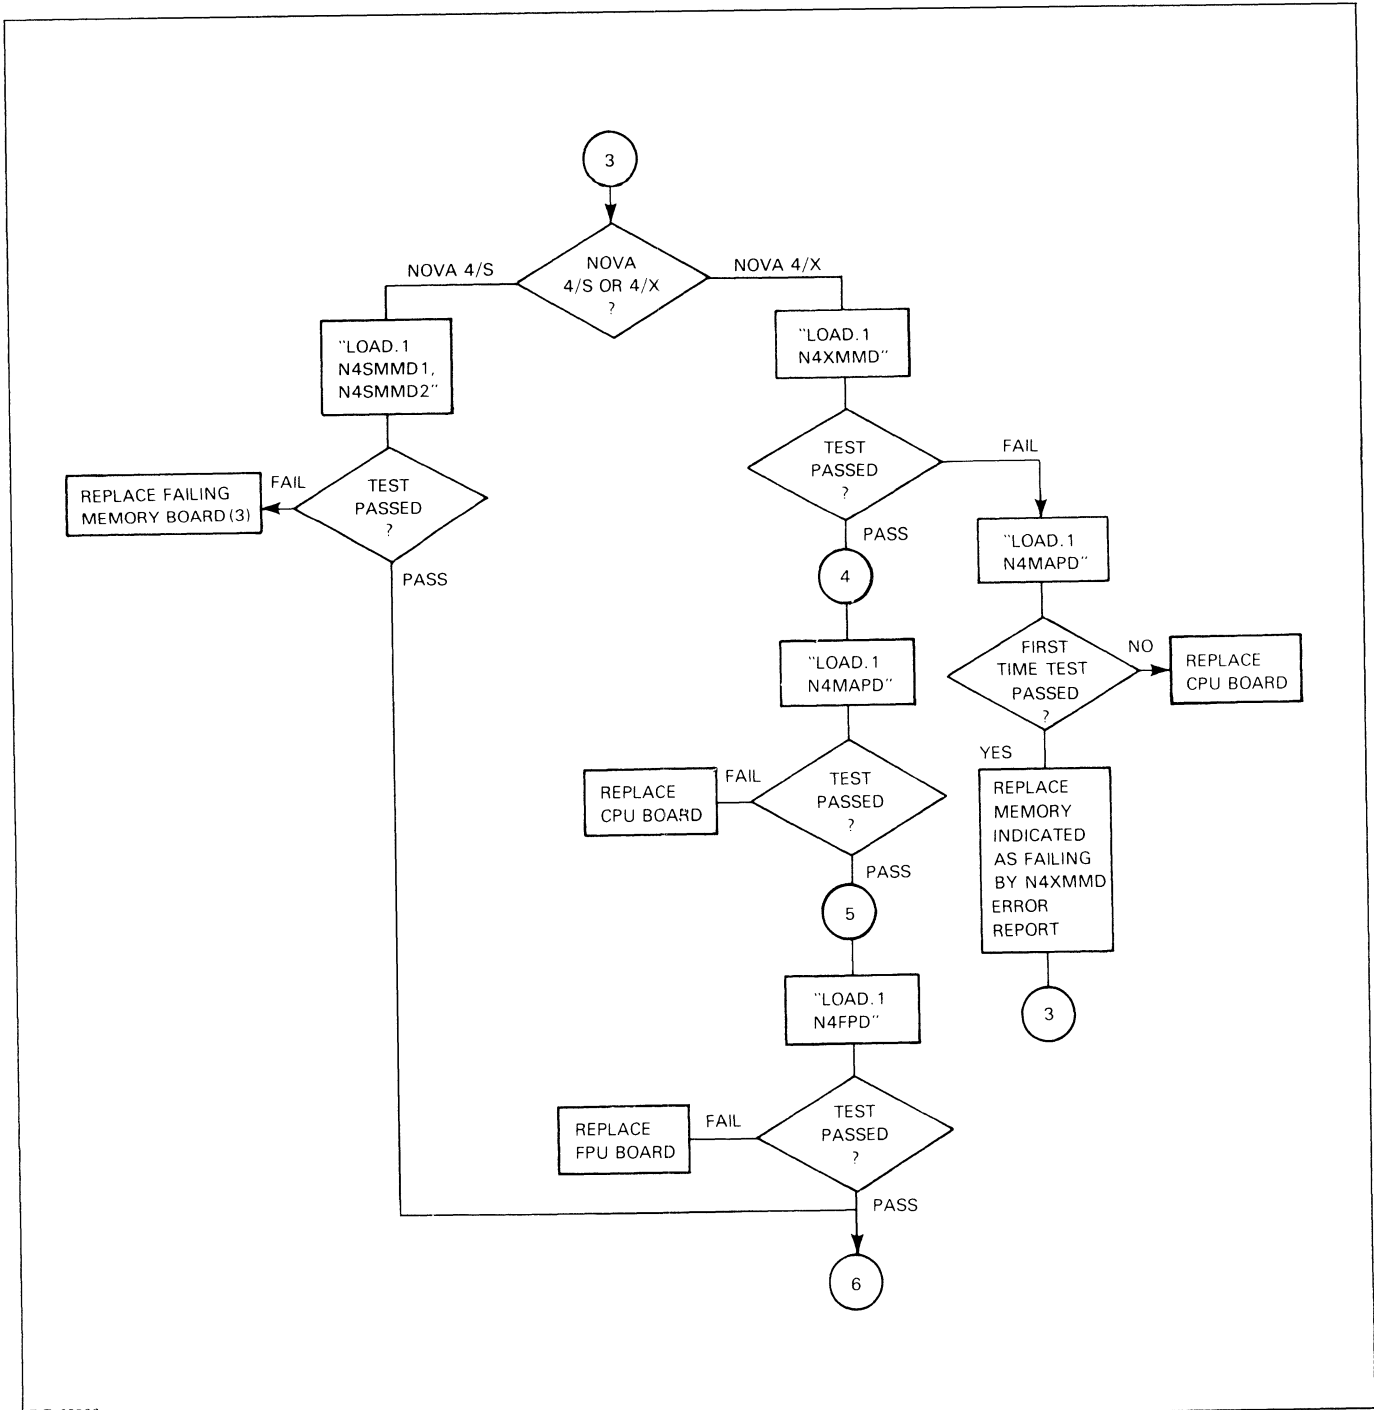 3
NOVA
4/S OR 4/X
?
NOVA 4/S
NOVA 4/X
"LOAD.1
N4SMMD1,
N4SMMD2"
"LOAD.1
N4XMMD"
TEST
PASSED
?
FAIL
REPLACE FAILING
MEMORY BOARD(3)
PASS
TEST
PASSED
?
FAIL
PASS
4
"LOAD.1
N4MAPD"
FIRST
TIME TEST
PASSED
?
NO
REPLACE
CPU BOARD
YES
REPLACE
MEMORY
INDICATED
AS FAILING
BY N4XMMD
ERROR
REPORT
3
"LOAD.1
N4MAPD"
TEST
PASSED
?
FAIL
REPLACE
CPU BOARD
PASS
5
"LOAD.1
N4FPD"
TEST
PASSED
?
FAIL
REPLACE
FPU BOARD
PASS
6